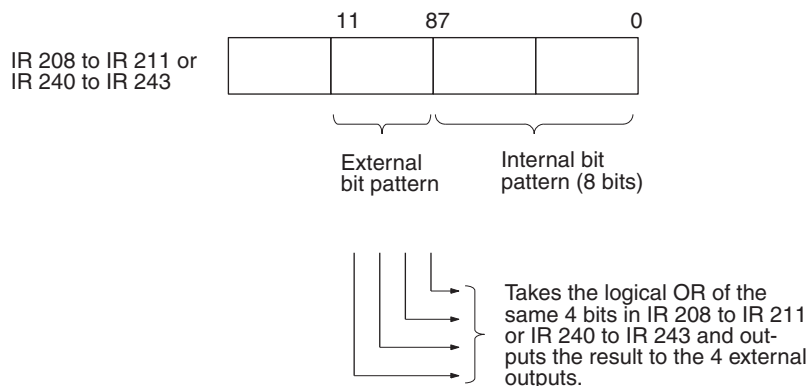 11 87 0
IR 208 to IR 211 or
IR 240 to IR 243
External
bit pattern
Internal bit
pattern (8 bits)
Takes the logical OR of the
same 4 bits in IR 208 to IR 211
or IR 240 to IR 243 and out-
puts the result to the 4 external
outputs.